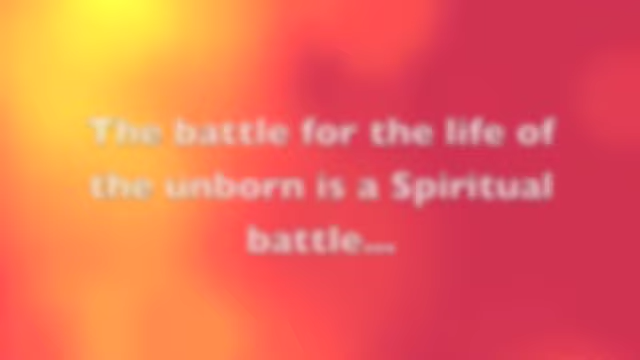 The battle for the life of
the unborn is a Spiritual
battle...